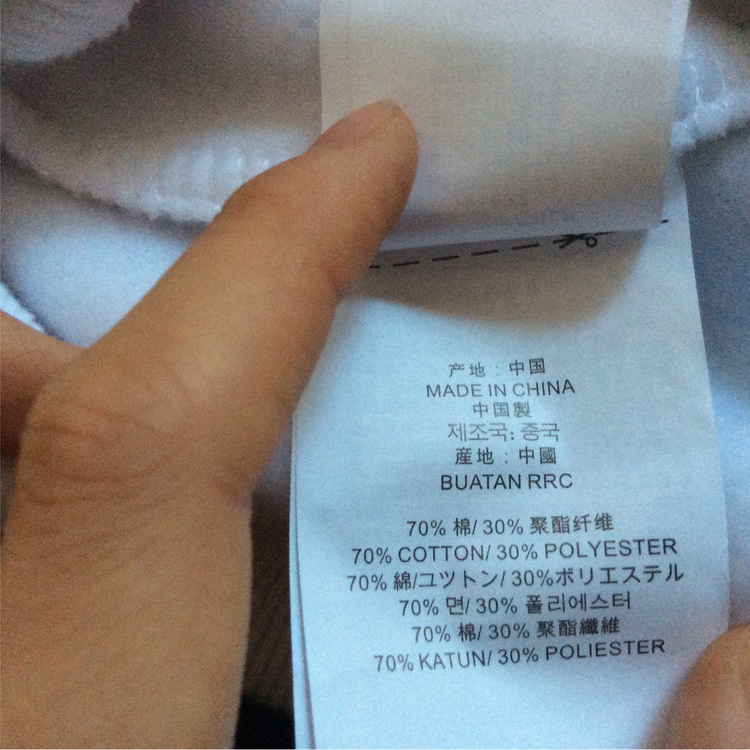 产地：中国
MADE IN CHINA
中国製
제조국: 중국
産地：中國
BUATAN RRC
70% 棉/ 30% 聚酯纤维
70% COTTON/ 30% POLYESTER
70% 綿/ユツトン/ 30%ポリエステル
70% 면/ 30% 폴리에스터
70% 棉/ 30% 聚酯纖維
70% KATUN/ 30% POLIESTER